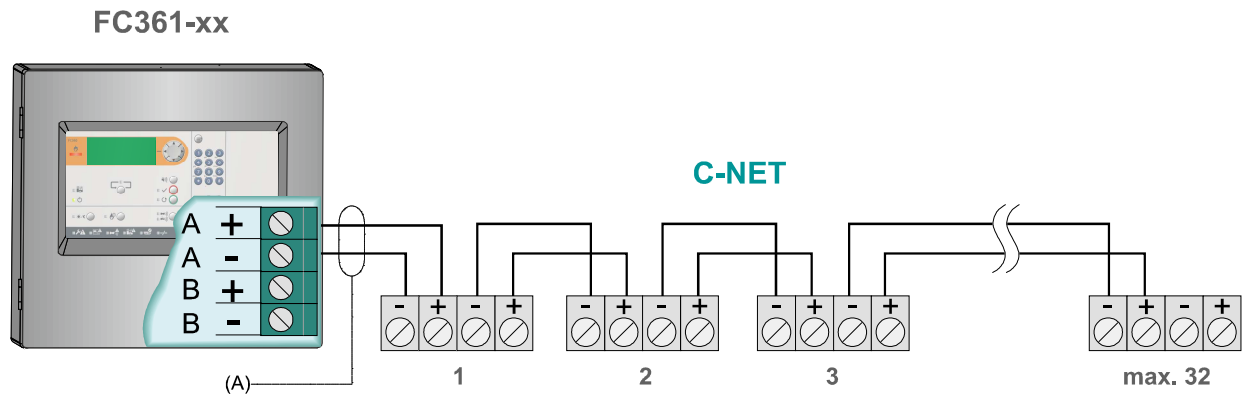 FC361-xx
C-NET
A +
A -
B +
B -
- + - +
- + - +
- + - +
- + - +
1
2
3
max. 32
(A)